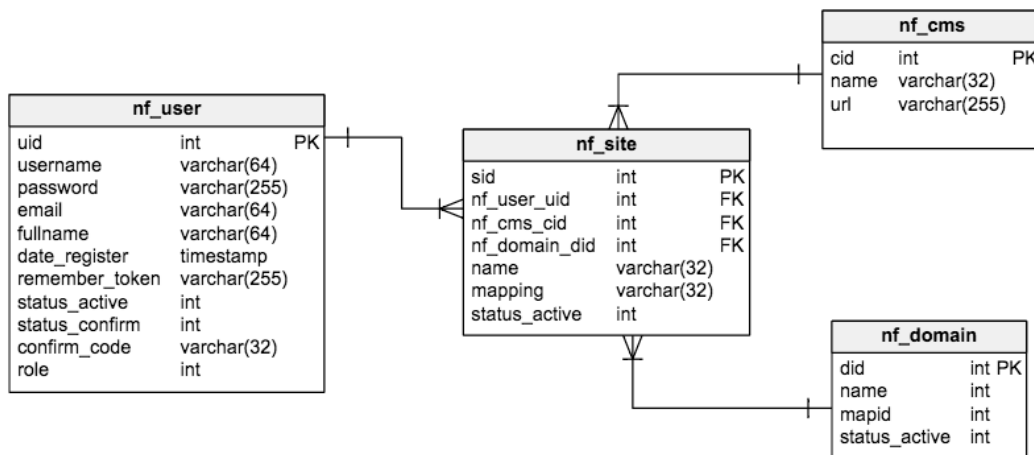 nf_user
uid int PK
username varchar(64)
password varchar(255)
email varchar(64)
fullname varchar(64)
date_register timestamp
remember_token varchar(255)
status_active int
status_confirm int
confirm_code varchar(32)
role int
nf_site
sid int PK
nf_user_uid int FK
nf_cms_cid int FK
nf_domain_did int FK
name varchar(32)
mapping varchar(32)
status_active int
nf_cms
cid int PK
name varchar(32)
url varchar(255)
nf_domain
did int PK
name int
mapid int
status_active int